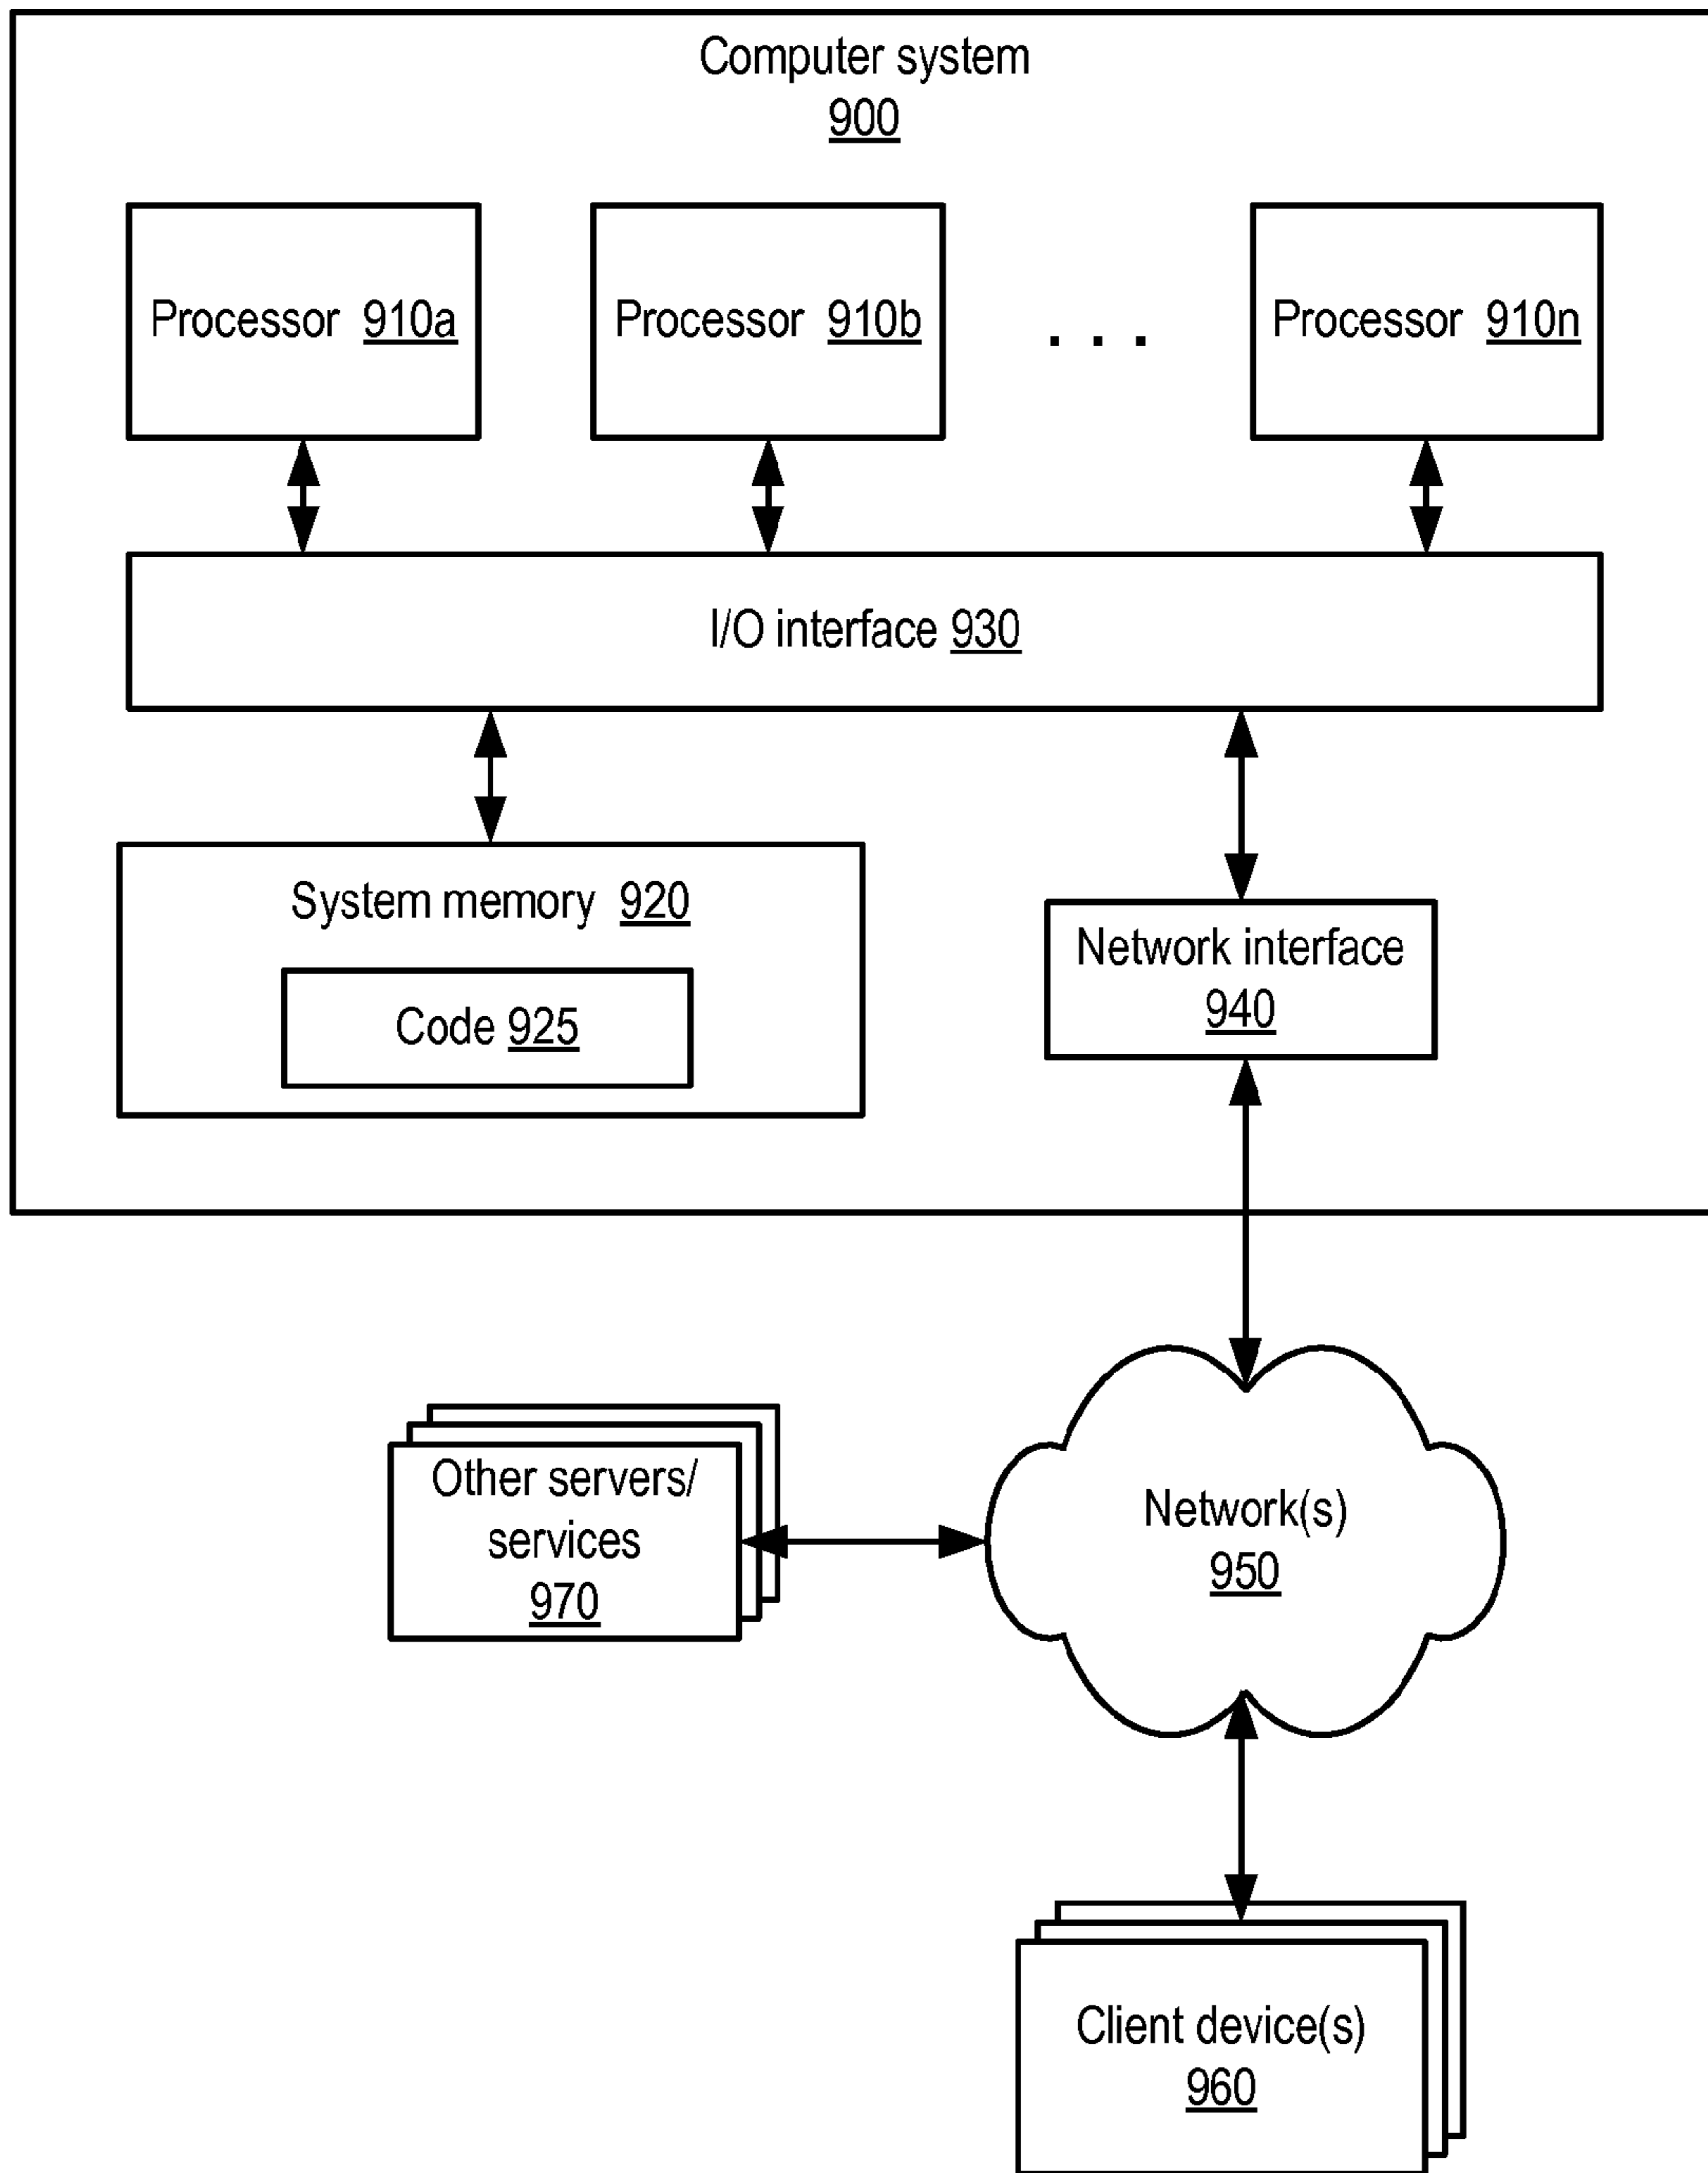 Computer system
900
Processor 910a
Processor 910b
. . .
Processor 910n
I/O interface 930
System memory 920
Code 925
Network interface
940
Other servers/
services
970
Network(s)
950
Client device(s)
960